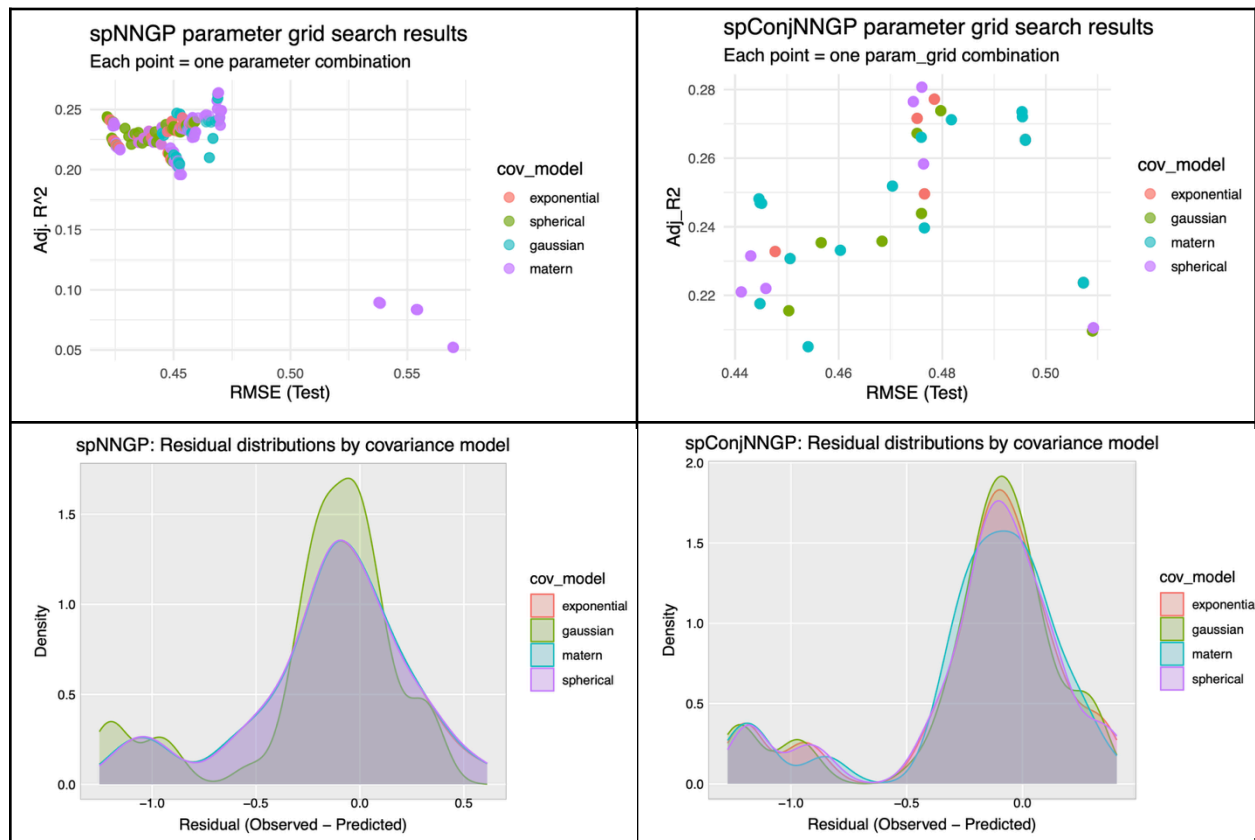 spNNGP parameter grid search results
Each point = one parameter combination
Adj. R^2
0.25
0.20
0.15
0.10
0.05
0.45
0.50
0.55
RMSE (Test)
cov_model
exponential
spherical
gaussian
matern
spConjNNGP parameter grid search results
Each point = one param_grid combination
Adj_R2
0.28
0.26
0.24
0.22
0.44
0.46
0.48
0.50
RMSE (Test)
cov_model
exponential
gaussian
matern
spherical
spNNGP: Residual distributions by covariance model
Density
1.5
1.0
0.5
0.0
−1.0
−0.5
0.0
0.5
Residual (Observed − Predicted)
cov_model
exponential
gaussian
matern
spherical
spConjNNGP: Residual distributions by covariance model
Density
2.0
1.5
1.0
0.5
0.0
−1.0
−0.5
0.0
Residual (Observed − Predicted)
cov_model
exponentia
gaussian
matern
spherical